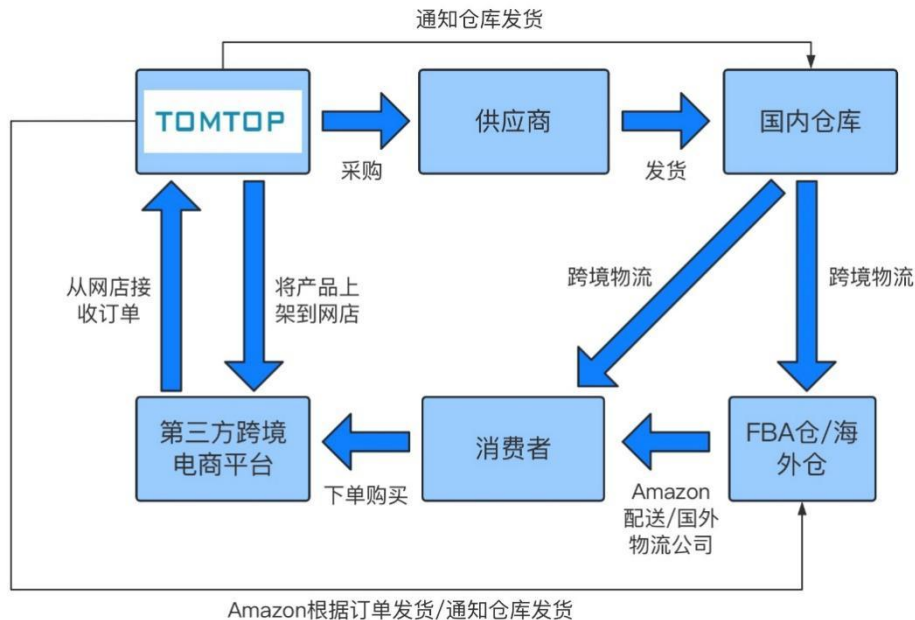 通知仓库发货
TOMTOP
供应商
国内仓库
采购
发货
从网店接
收订单
将产品上
架到网店
跨境物流
跨境物流
第三方跨境
电商平台
消费者
FBA仓/海
外仓
下单购买
Amazon
配送/国外
物流公司
Amazon根据订单发货/通知仓库发货